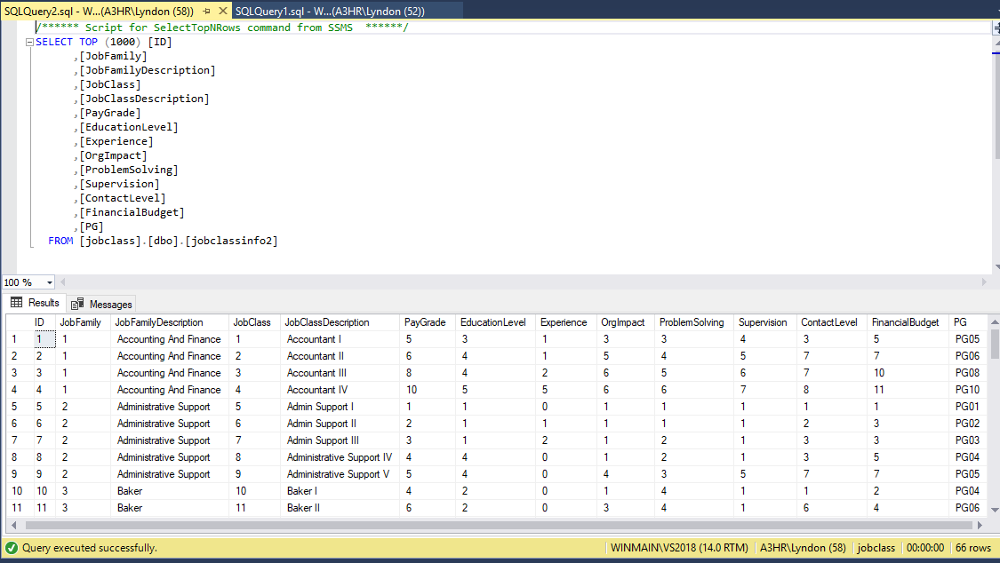 SQLQuery2.sql - W...(A3HR\Lyndon (58)) SQLQuery1.sql - W...(A3HR\Lyndon (52))
/****** Script for SelectTopNRows command from SSMS ******/
SELECT TOP (1000) [ID]
,[JobFamily]
,[JobFamilyDescription]
,[JobClass]
,[JobClassDescription]
,[PayGrade]
,[EducationLevel]
,[Experience]
,[OrgImpact]
,[ProblemSolving]
,[Supervision]
,[ContactLevel]
,[FinancialBudget]
,[PG]
FROM [jobclass].[dbo].[jobclassinfo2]
100 %
Results Messages
ID JobFamily JobFamilyDescription JobClass JobClassDescription PayGrade EducationLevel Experience OrgImpact ProblemSolving Supervision ContactLevel FinancialBudget PG
1 1 1 Accounting And Finance 1 Accountant I 5 3 1 3 3 4 3 5 PG05
2 2 1 Accounting And Finance 2 Accountant II 6 4 1 5 4 5 7 7 PG06
3 3 1 Accounting And Finance 3 Accountant III 8 4 2 6 5 6 7 10 PG08
4 4 1 Accounting And Finance 4 Accountant IV 10 5 5 6 6 7 8 11 PG10
5 5 2 Administrative Support 5 Admin Support I 1 1 0 1 1 1 1 1 PG01
6 6 2 Administrative Support 6 Admin Support II 2 1 1 1 1 1 2 3 PG02
7 7 2 Administrative Support 7 Admin Support III 3 1 2 1 2 1 3 3 PG03
8 8 2 Administrative Support 8 Administrative Support IV 4 4 0 1 2 1 3 5 PG04
9 9 2 Administrative Support 9 Administrative Support V 5 4 0 4 3 5 7 7 PG05
10 10 3 Baker 10 Baker I 4 2 0 1 4 1 1 2 PG04
11 11 3 Baker 11 Baker II 6 2 0 3 4 1 6 4 PG06
Query executed successfully. WINMAIN\VS2018 (14.0 RTM) A3HR\Lyndon (58) jobclass 00:00:00 66 rows